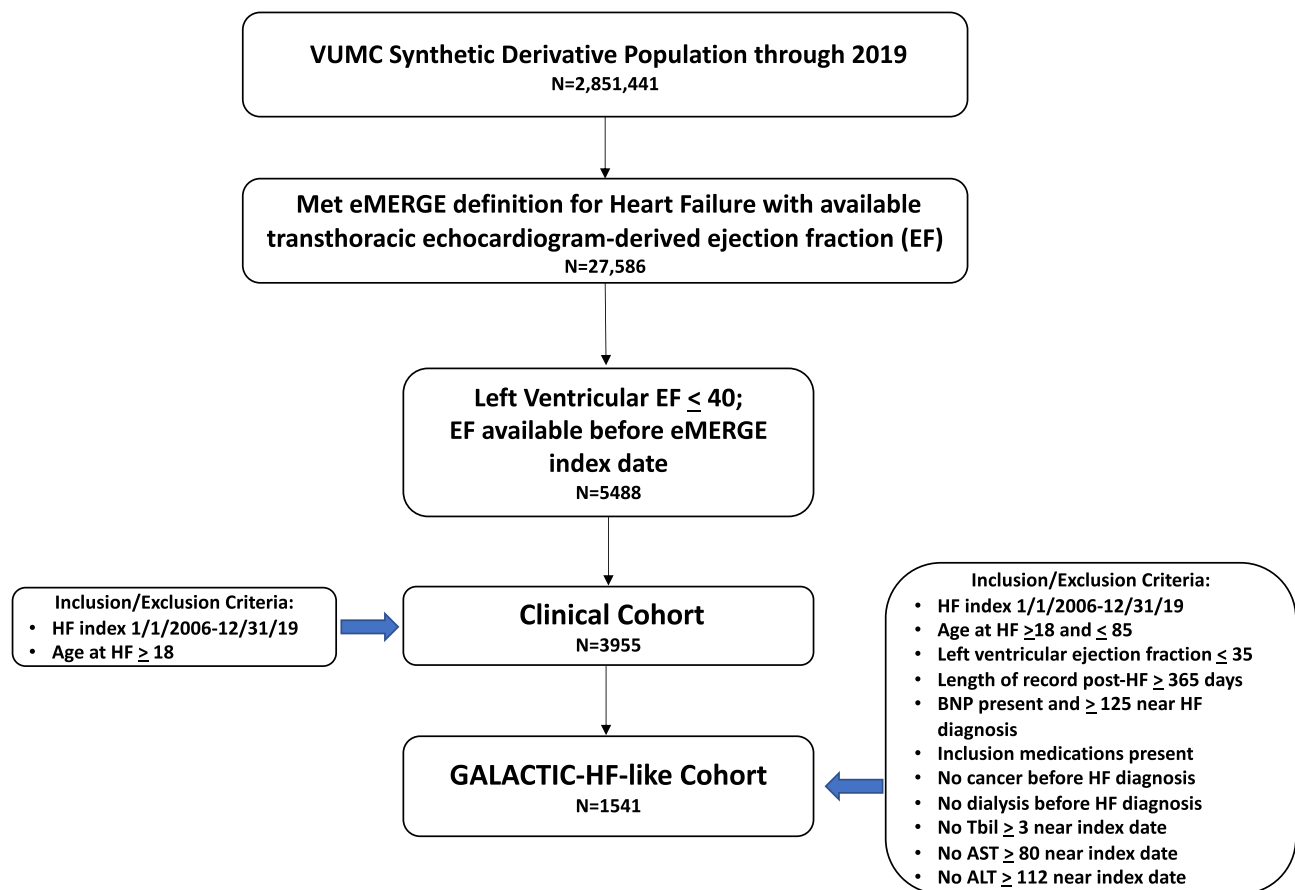 VUMC Synthetic Derivative Population through 2019
N=2,851,441
Met eMERGE definition for Heart Failure with available
transthoracic echocardiogram-derived ejection fraction (EF)
N=27,586
Left Ventricular EF ≤ 40;
EF available before eMERGE
index date
N=5488
Inclusion/Exclusion Criteria:
• HF index 1/1/2006-12/31/19
• Age at HF ≥ 18
Clinical Cohort
N=3955
GALACTIC-HF-like Cohort
N=1541
Inclusion/Exclusion Criteria:
• HF index 1/1/2006-12/31/19
• Age at HF ≥18 and ≤ 85
• Left ventricular ejection fraction ≤ 35
• Length of record post-HF ≥ 365 days
• BNP present and ≥ 125 near HF
diagnosis
• Inclusion medications present
• No cancer before HF diagnosis
• No dialysis before HF diagnosis
• No Tbil ≥ 3 near index date
• No AST ≥ 80 near index date
• No ALT ≥ 112 near index date